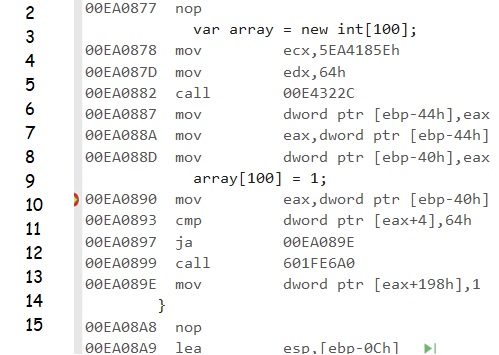 2 00EA0877 nop
3 var array = new int[100];
4 00EA0878 mov ecx,5EA4185Eh
5 00EA087D mov edx,64h
6 00EA0882 call 00E4322C
7 00EA0887 mov dword ptr [ebp-44h],eax
8 00EA088A mov eax,dword ptr [ebp-44h]
00EA088D mov dword ptr [ebp-40h],eax
9 array[100] = 1;
10 00EA0890 mov eax,dword ptr [ebp-40h]
11 00EA0893 cmp dword ptr [eax+4],64h
12 00EA0897 ja 00EA089E
00EA0899 call 601FE6A0
13 00EA089E mov dword ptr [eax+198h],1
14 }
15 00EA08A8 nop
00EA08A9 lea esp,[ebp-0Ch]